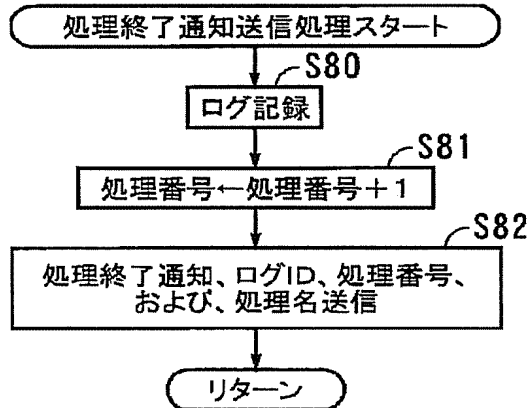 処理終了通知送信処理スタート
S80
ログ記録
S81
処理番号←処理番号+1
S82
処理終了通知、ログID、処理番号、
および、処理名送信
リターン